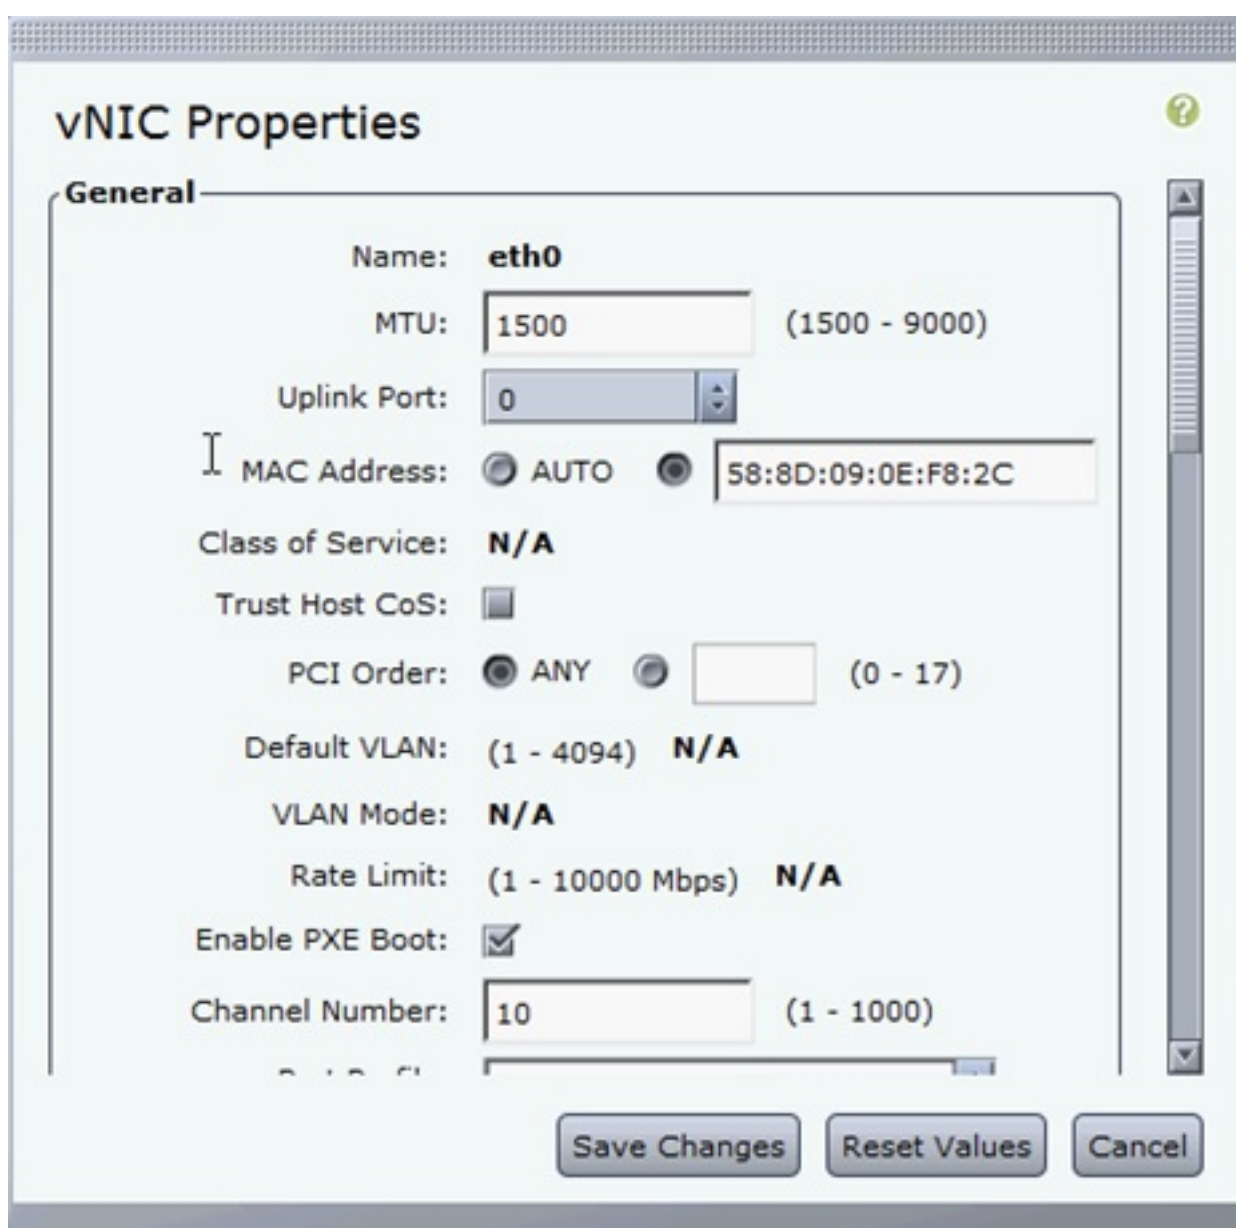 vNIC Properties
?
General
Name: eth0
MTU: 1500 (1500 - 9000)
Uplink Port: 0
MAC Address: AUTO 58:8D:09:0E:F8:2C
Class of Service: N/A
Trust Host CoS:
PCI Order: ANY (0 - 17)
Default VLAN: (1 - 4094) N/A
VLAN Mode: N/A
Rate Limit: (1 - 10000 Mbps) N/A
Enable PXE Boot:
Channel Number: 10 (1 - 1000)
Save Changes Reset Values Cancel